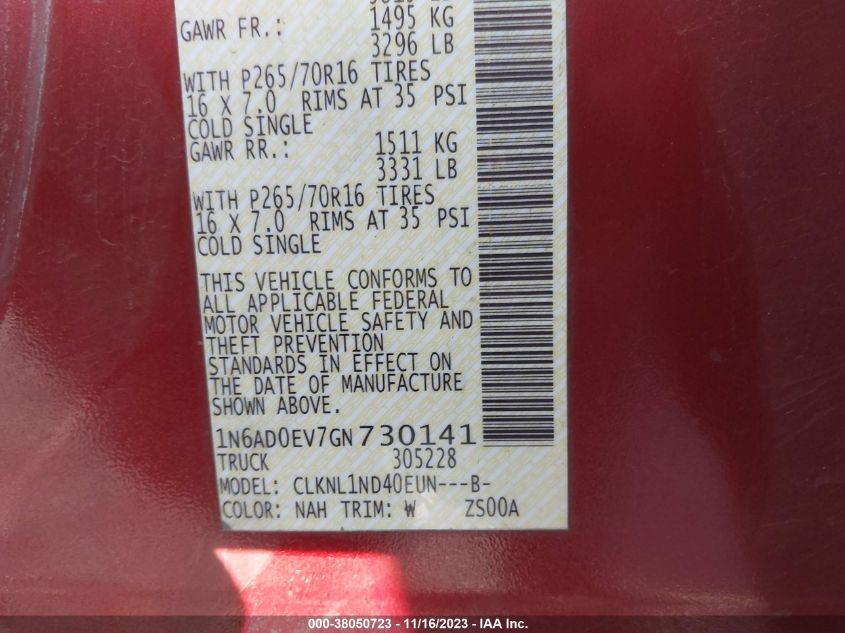 GAWR FR.: 1495 KG
3296 LB
WITH P265/70R16 TIRES
16 X 7.0 RIMS AT 35 PSI
COLD SINGLE
GAWR RR.: 1511 KG
3331 LB
WITH P265/70R16 TIRES
16 X 7.0 RIMS AT 35 PSI
COLD SINGLE
THIS VEHICLE CONFORMS TO
ALL APPLICABLE FEDERAL
MOTOR VEHICLE SAFETY AND
THEFT PREVENTION
STANDARDS IN EFFECT ON
THE DATE OF MANUFACTURE
SHOWN ABOVE.
1N6AD0EV7GN730141
TRUCK 305228
MODEL: CLKNL1ND40EUN---B-
COLOR: NAH TRIM: W ZS00A
000-38050723 - 11/16/2023 - IAA Inc.